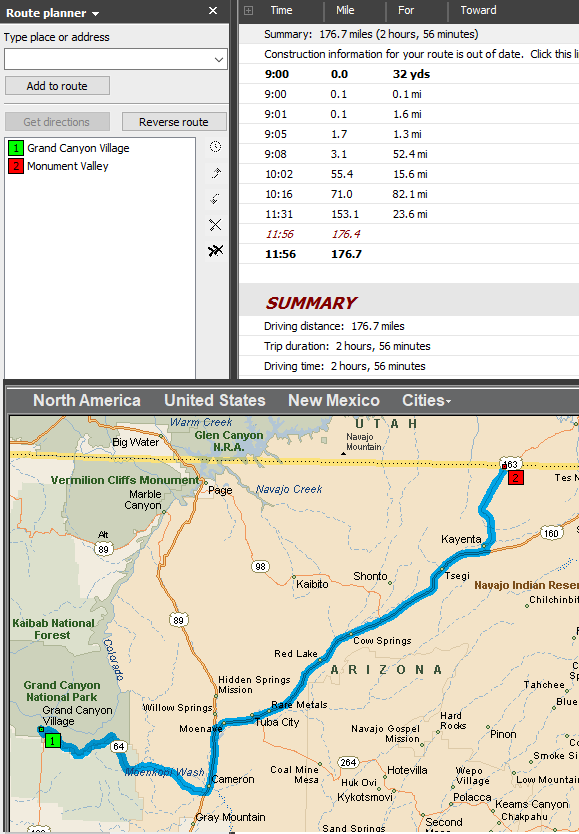 Route planner
Type place or address
Add to route
Get directions Reverse route
1 Grand Canyon Village
2 Monument Valley
Time Mile For Toward
Summary: 176.7 miles (2 hours, 56 minutes)
Construction information for your route is out of date. Click this li
9:00 0.0 32 yds
9:00 0.1 0.1 mi
9:01 0.1 1.6 mi
9:05 1.7 1.3 mi
9:08 3.1 52.4 mi
10:02 55.4 15.6 mi
10:16 71.0 82.1 mi
11:31 153.1 23.6 mi
11:56 176.4
11:56 176.7
SUMMARY
Driving distance: 176.7 miles
Trip duration: 2 hours, 56 minutes
Driving time: 2 hours, 56 minutes
North America United States New Mexico Cities
Warm Creek
UTAH
Big Water
Glen Canyon
N.R.A.
Navajo
Mountain
163
2
Tes N
Vermilion Cliffs Monument
Page
Marble
Canyon
Navajo Creek
Alt
89
160
Kayenta
98
Kaibito
Shonto
Tsegi
Navajo Indian Reser
Chilchinbit
89
Kaibab National
Forest
Colorado
Cow Springs
Red Lake
ARIZONA
Grand Canyon
National Park
Hidden Springs
Mission
Tahchee
Blue
Grand Canyon
Village
Willow Springs
Rare Metals
Tuba City
Moenave
1
64
Navajo Gospel
Mission
Hard
Rocks
Pinon
Co
Smoke Si
Moenkopi Wash
Cameron
264
Coal Mine
Mesa
Hotevilla
Huk Ovi
Kykotsmovi
Wepo
Village
Low Mountain
Polacca
Keams Canyon
Chakpahu
Gray Mountain
Sand Springs
Second